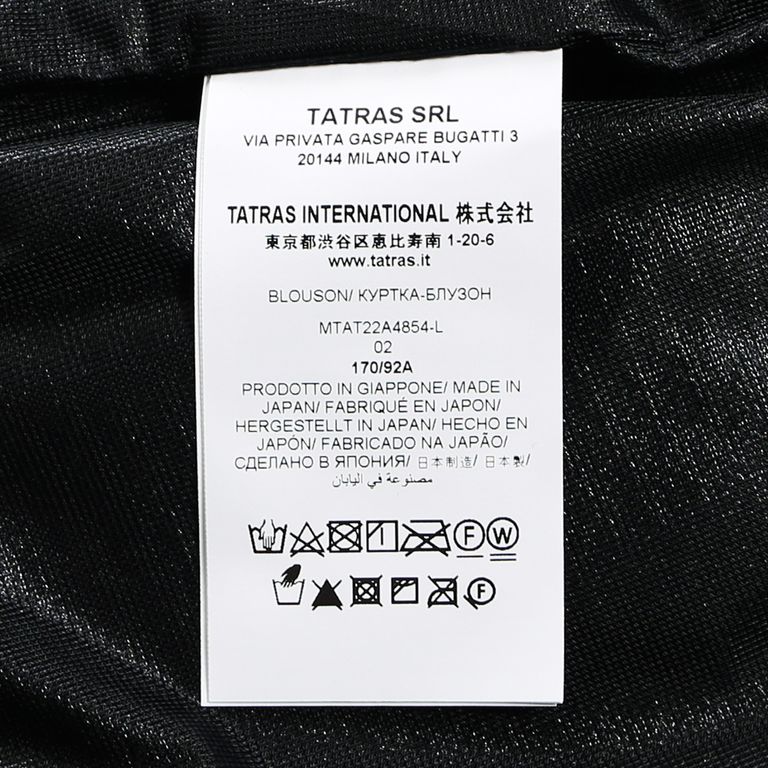 TATRAS SRL
VIA PRIVATA GASPARE BUGATTI 3
20144 MILANO ITALY
TATRAS INTERNATIONAL 株式会社
東京都渋谷区恵比寿南 1-20-6
www.tatras.it
BLOUSON/ КУРТКА-БЛУЗОН
MTAT22A4854-L
02
170/92A
PRODOTTO IN GIAPPONE/ MADE IN
JAPAN/ FABRIQUÉ EN JAPON/
HERGESTELLT IN JAPAN/ HECHO EN
JAPÓN/ FABRICADO NA JAPÃO/
СДЕЛАНО В ЯПОНИЯ/ 日本制造/ 日本製/
مصنوعة في اليابان
F W
F